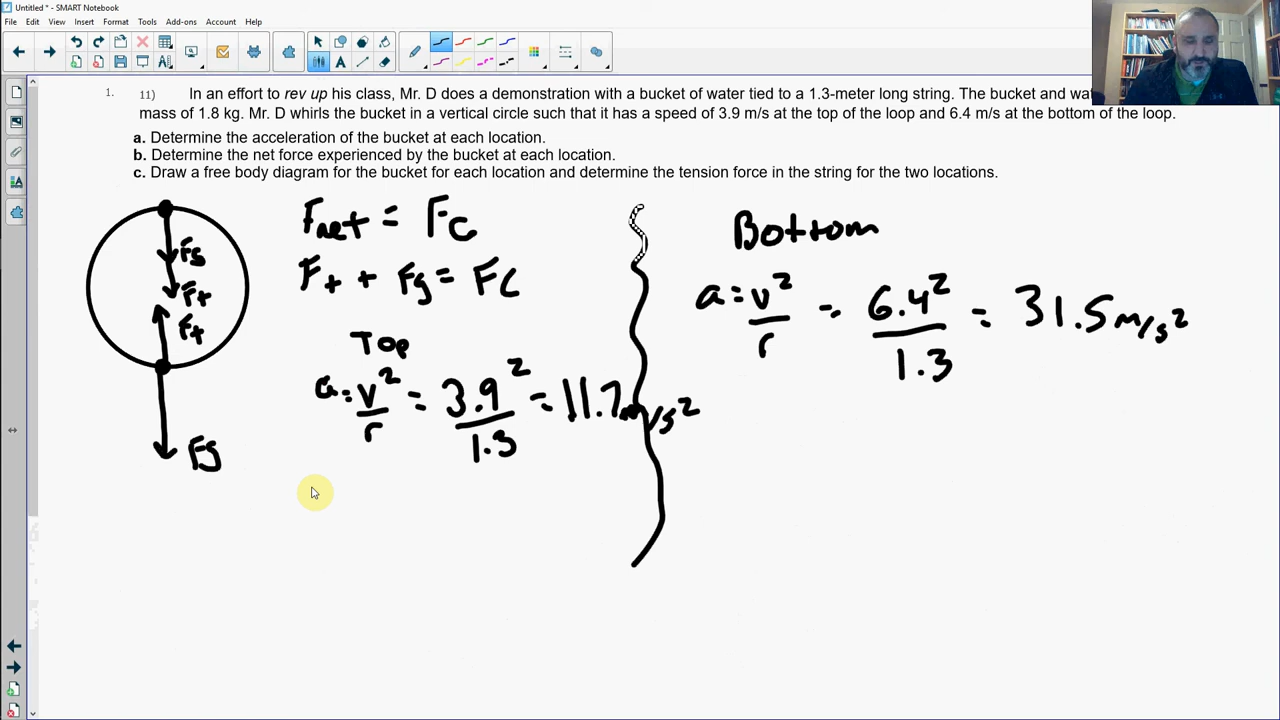 Untitled * - SMART Notebook
File Edit View Insert Format Tools Add-ons Account Help
1. 11) In an effort to rev up his class, Mr. D does a demonstration with a bucket of water tied to a 1.3-meter long string. The bucket and wat
mass of 1.8 kg. Mr. D whirls the bucket in a vertical circle such that it has a speed of 3.9 m/s at the top of the loop and 6.4 m/s at the bottom of the loop.
a. Determine the acceleration of the bucket at each location.
b. Determine the net force experienced by the bucket at each location.
c. Draw a free body diagram for the bucket for each location and determine the tension force in the string for the two locations.
Fg
Ft
Ft
Fg
Fnet = Fc
Ft + Fg = Fc
Top
a = v²/r = 3.9²/1.3 = 11.7 m/s²
Bottom
a = v²/r = 6.4²/1.3 = 31.5 m/s²